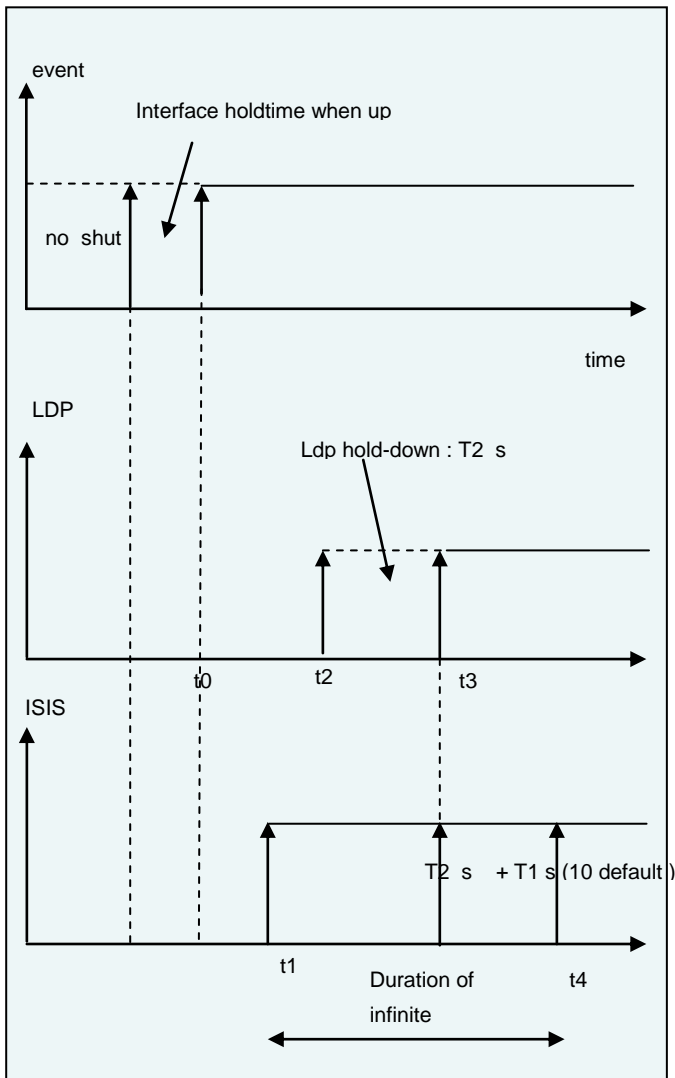 event
Interface holdtime when up
no shut
time
LDP
Ldp hold-down : T2 s
t0
t2
t3
ISIS
T2 s + T1 s (10 default )
t1
Duration of
infinite
t4